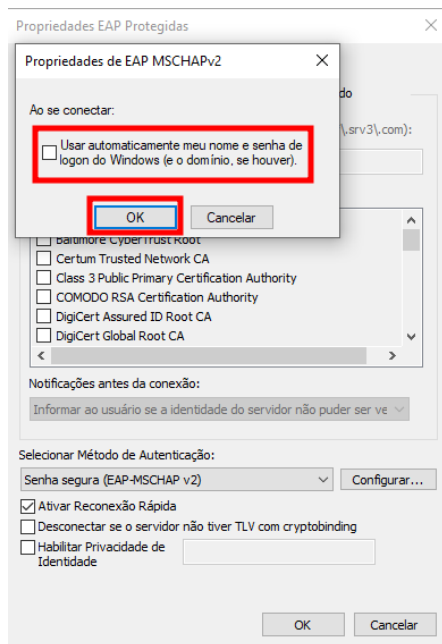 Propriedades EAP Protegidas
Propriedades de EAP MSCHAPv2
do
Ao se conectar:
\.srv3\.com):
Usar automaticamente meu nome e senha de
logon do Windows (e o domínio, se houver).
OK Cancelar
Baltimore CyberTrust Root
Certum Trusted Network CA
Class 3 Public Primary Certification Authority
COMODO RSA Certification Authority
DigiCert Assured ID Root CA
DigiCert Global Root CA
Notificações antes da conexão:
Informar ao usuário se a identidade do servidor não puder ser ve
Selecionar Método de Autenticação:
Senha segura (EAP-MSCHAP v2) Configurar...
Ativar Reconexão Rápida
Desconectar se o servidor não tiver TLV com cryptobinding
Habilitar Privacidade de
Identidade
OK Cancelar